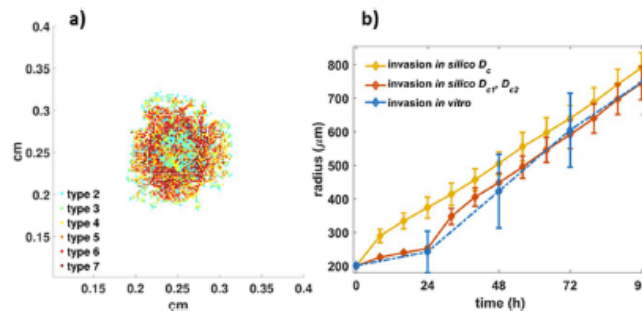 a)
0.4
0.35
0.3
0.25
0.2
0.15
0.1
cm
type 2
type 3
type 4
type 5
type 6
type 7
0.15 0.2 0.25 0.3 0.35 0.4
cm
b)
900
800
700
600
500
400
300
200
radius (μm)
invasion in silico Dc
invasion in silico Dc1, Dc2
invasion in vitro
0 24 48 72
time (h)